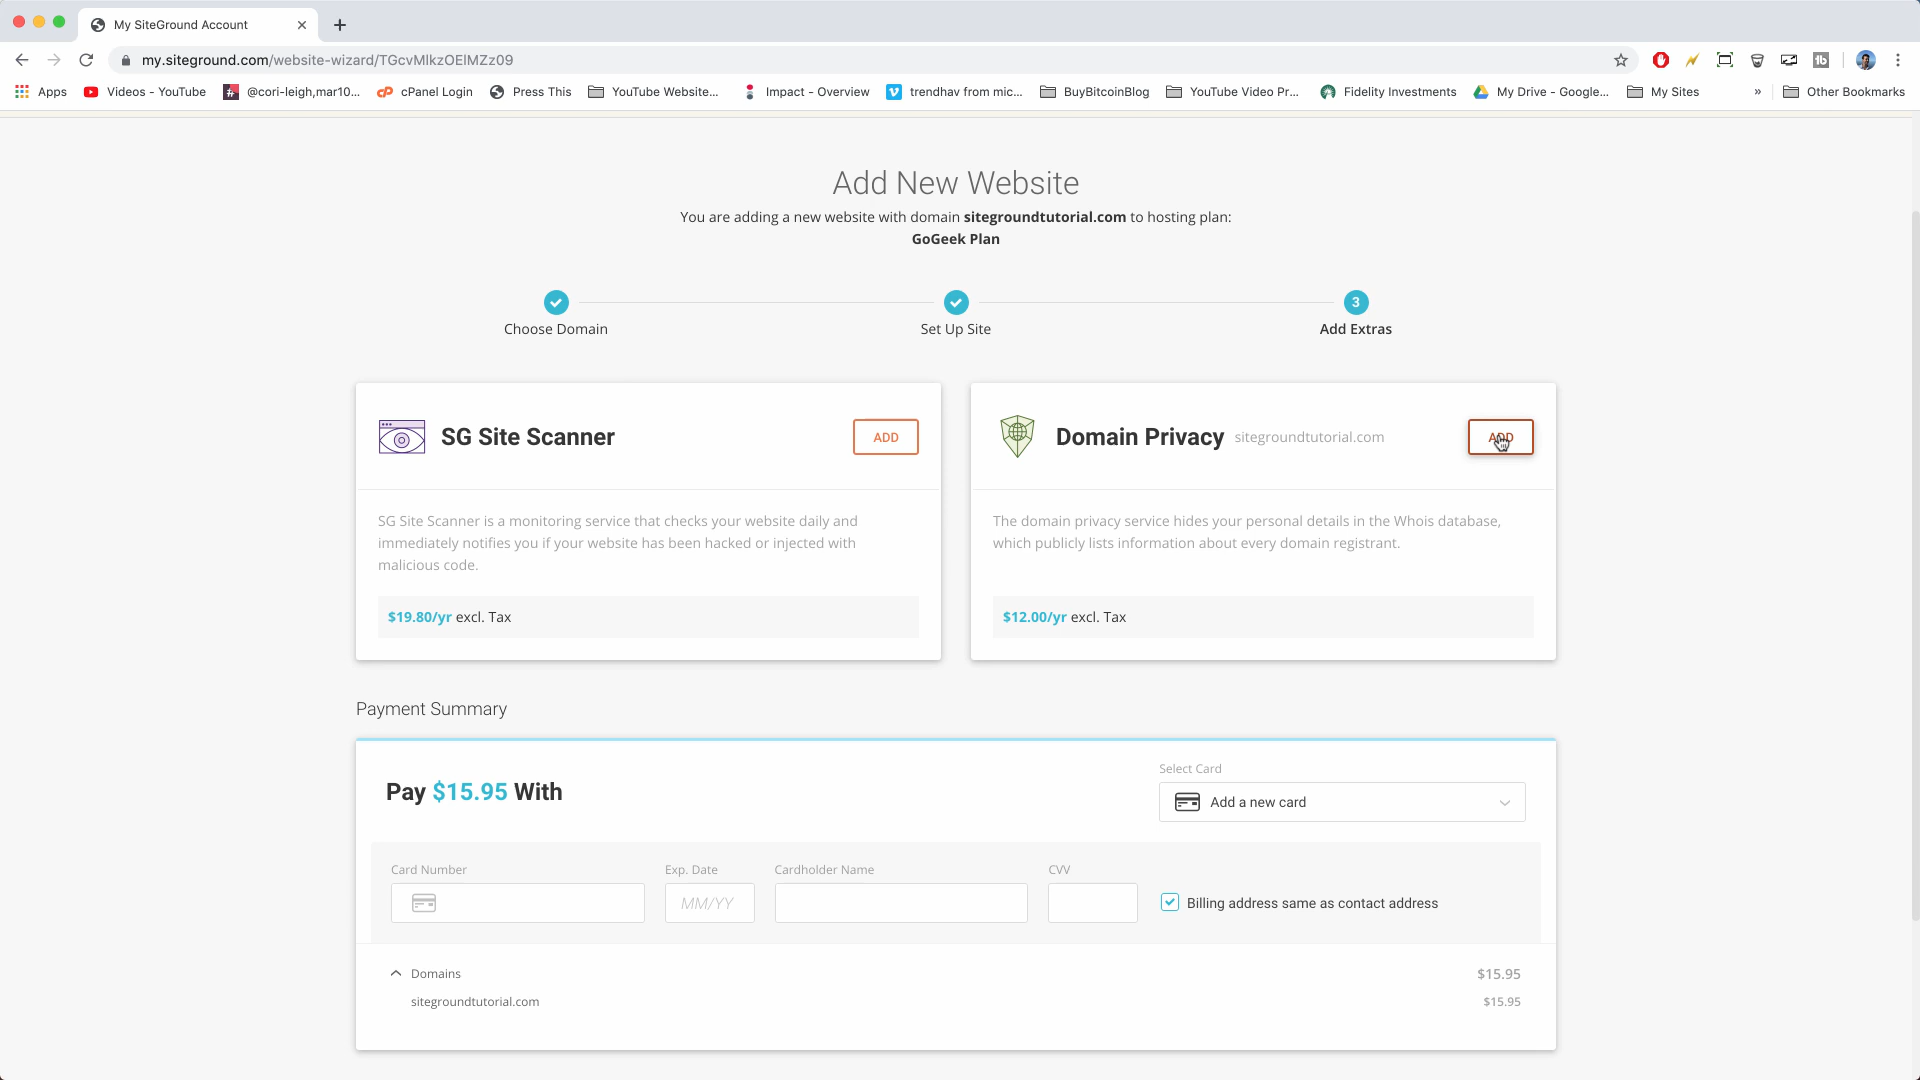 My SiteGround Account
my.siteground.com/website-wizard/TGcvMlkzOElMZz09
Apps
Videos - YouTube
@cori-leigh,mar10...
cPanel Login
Press This
YouTube Website...
Impact - Overview
trendhav from mic...
BuyBitcoinBlog
YouTube Video Pr...
Fidelity Investments
My Drive - Google...
My Sites
»
Other Bookmarks
Add New Website
You are adding a new website with domain sitegroundtutorial.com to hosting plan:
GoGeek Plan
3
Choose Domain
Set Up Site
Add Extras
SG Site Scanner
ADD
SG Site Scanner is a monitoring service that checks your website daily and
immediately notifies you if your website has been hacked or injected with
malicious code.
$19.80/yr excl. Tax
Domain Privacy sitegroundtutorial.com
ADD
The domain privacy service hides your personal details in the Whois database,
which publicly lists information about every domain registrant.
$12.00/yr excl. Tax
Payment Summary
Pay $15.95 With
Select Card
Add a new card
Card Number
Exp. Date
Cardholder Name
CVV
MM/YY
Billing address same as contact address
Domains $15.95
sitegroundtutorial.com $15.95